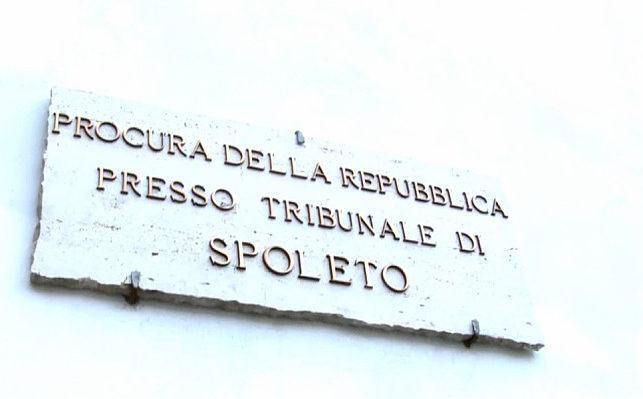 PROCURA DELLA REPUBBLICA
PRESSO TRIBUNALE DI
SPOLETO